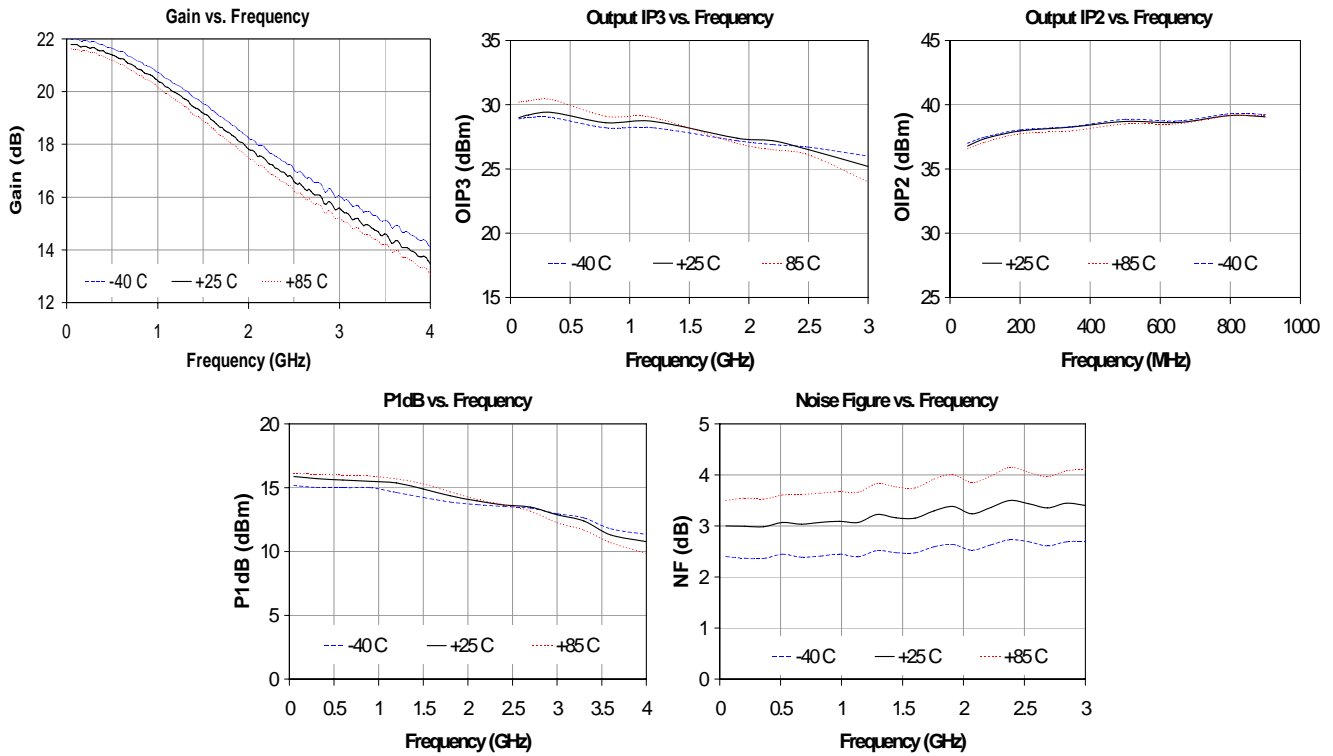 Gain vs. Frequency
Gain (dB)
22
20
18
16
14
12
-40 C +25 C +85 C
0 1 2 3 4
Frequency (GHz)
Output IP3 vs. Frequency
OIP3 (dBm)
35
30
25
20
15
-40 C +25 C 85 C
0 0.5 1 1.5 2 2.5 3
Frequency (GHz)
Output IP2 vs. Frequency
OIP2 (dBm)
45
40
35
30
25
+25 C +85 C -40 C
0 200 400 600 800 1000
Frequency (MHz)
P1dB vs. Frequency
P1dB (dBm)
20
15
10
5
0
-40 C +25 C +85 C
0 0.5 1 1.5 2 2.5 3 3.5 4
Frequency (GHz)
Noise Figure vs. Frequency
NF (dB)
5
4
3
2
1
0
-40 C +25 C +85 C
0 0.5 1 1.5 2 2.5 3
Frequency (GHz)